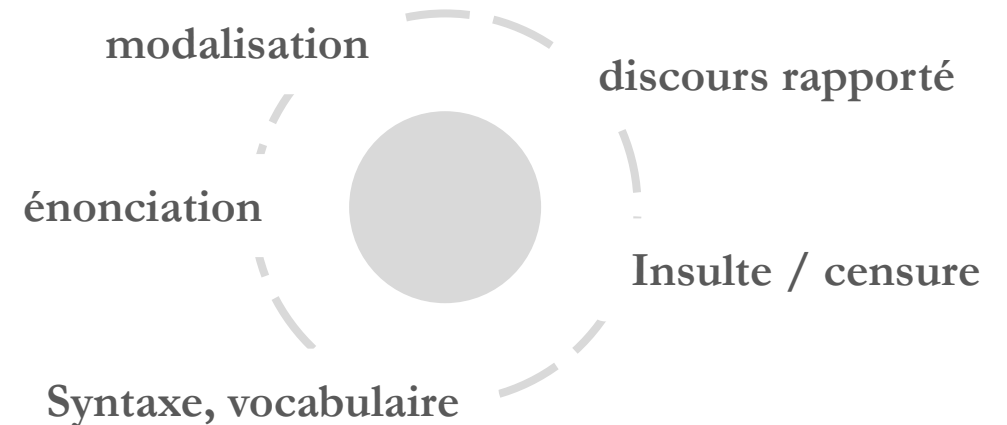 modalisation
discours rapporté
énonciation
Insulte / censure
Syntaxe, vocabulaire